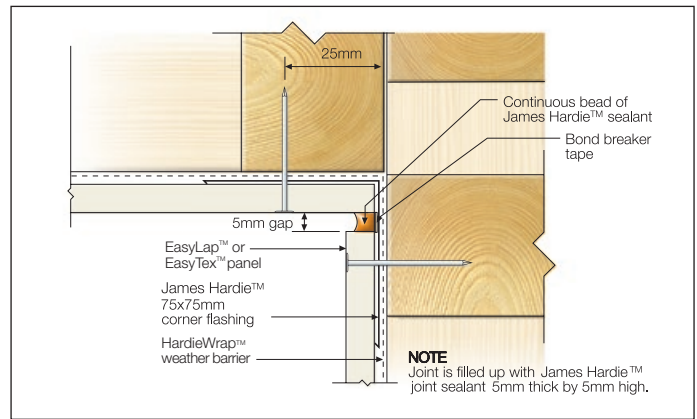 25mm
Continuous bead of
James Hardie™ sealant
Bond breaker
tape
5mm gap
EasyLap™ or
EasyTex™ panel
James Hardie™
75x75mm
corner flashing
HardieWrap™
weather barrier
NOTE
Joint is filled up with James Hardie™
joint sealant 5mm thick by 5mm high.